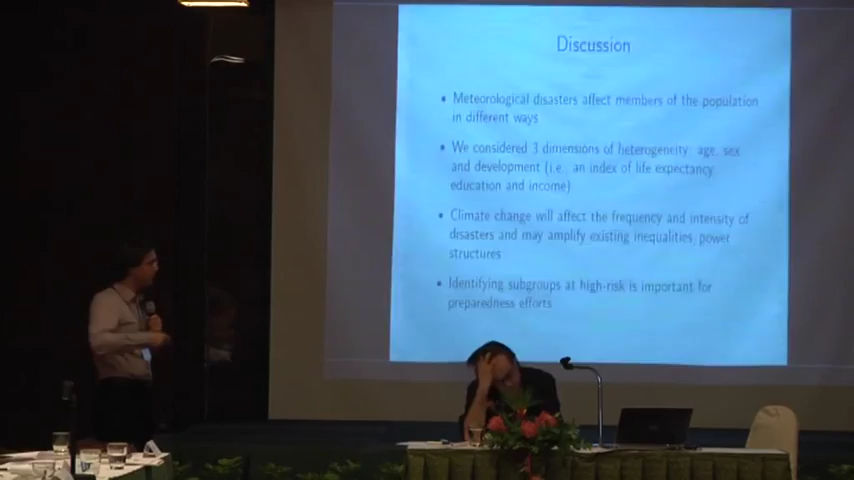 Discussion
• Meteorological disasters affect members of the population
in different ways
• We considered 3 dimensions of heterogeneity: age, sex
and development (i.e., an index of life expectancy,
education and income)
• Climate change will affect the frequency and intensity of
disasters and may amplify existing inequalities, power
structures
• Identifying subgroups at high-risk is important for
preparedness efforts